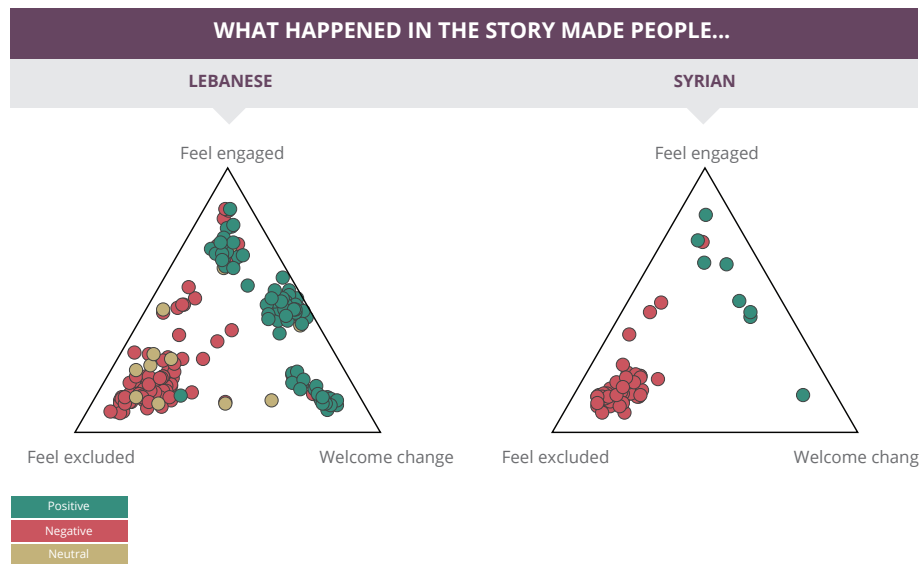 WHAT HAPPENED IN THE STORY MADE PEOPLE...
LEBANESE
SYRIAN
Feel engaged
Feel engaged
Feel excluded
Welcome change
Feel excluded
Welcome chang
Positive
Negative
Neutral